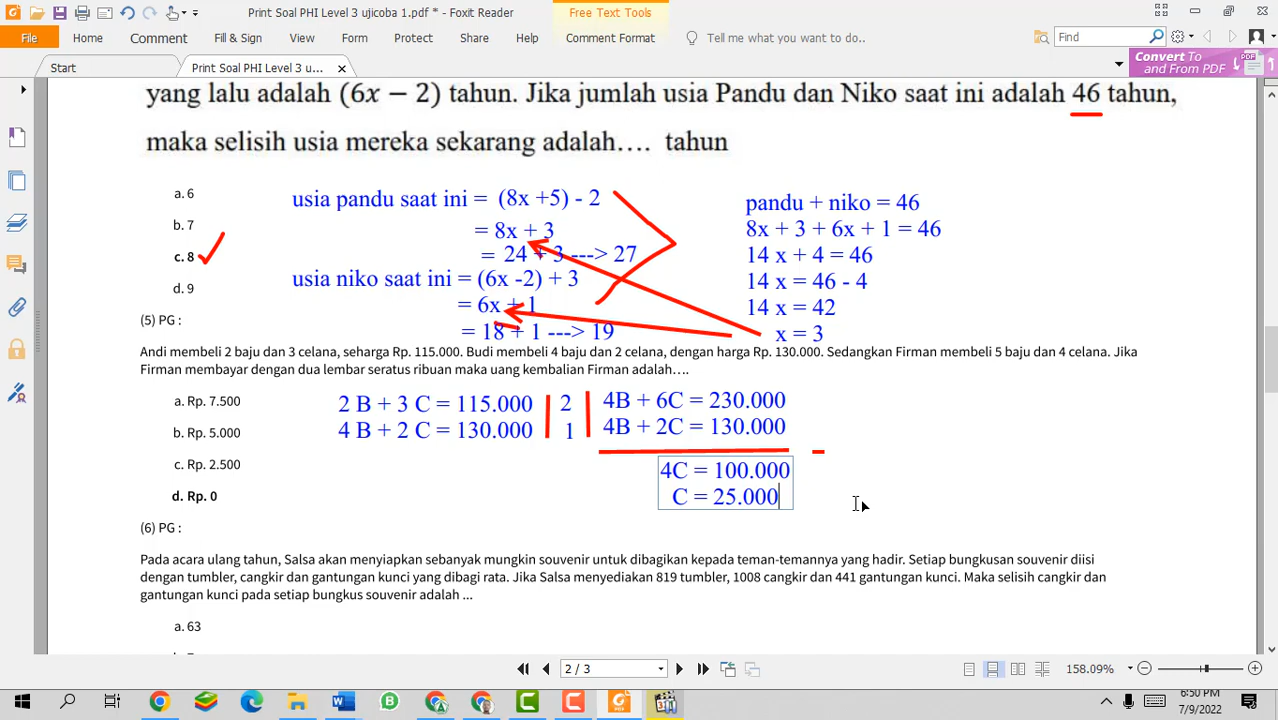 Print Soal PHI Level 3 ujicoba 1.pdf * - Foxit Reader
Free Text Tools
File Home Comment Fill & Sign View Form Protect Share Help Comment Format Tell me what you want to do.. Find
Start Print Soal PHI Level 3 u... Convert To and From PDF
yang lalu adalah (6x − 2) tahun. Jika jumlah usia Pandu dan Niko saat ini adalah 46 tahun,
maka selisih usia mereka sekarang adalah…. tahun
a. 6
b. 7
c. 8
d. 9
usia pandu saat ini = (8x +5) - 2
= 8x + 3
= 24 + 3 ---> 27
usia niko saat ini = (6x -2) + 3
= 6x + 1
= 18 + 1 ---> 19
pandu + niko = 46
8x + 3 + 6x + 1 = 46
14 x + 4 = 46
14 x = 46 - 4
14 x = 42
x = 3
(5) PG :
Andi membeli 2 baju dan 3 celana, seharga Rp. 115.000. Budi membeli 4 baju dan 2 celana, dengan harga Rp. 130.000. Sedangkan Firman membeli 5 baju dan 4 celana. Jika
Firman membayar dengan dua lembar seratus ribuan maka uang kembalian Firman adalah….
a. Rp. 7.500
b. Rp. 5.000
c. Rp. 2.500
d. Rp. 0
2 B + 3 C = 115.000 | 2 | 4B + 6C = 230.000
4 B + 2 C = 130.000 | 1 | 4B + 2C = 130.000
4C = 100.000
C = 25.000
(6) PG :
Pada acara ulang tahun, Salsa akan menyiapkan sebanyak mungkin souvenir untuk dibagikan kepada teman-temannya yang hadir. Setiap bungkusan souvenir diisi
dengan tumbler, cangkir dan gantungan kunci yang dibagi rata. Jika Salsa menyediakan 819 tumbler, 1008 cangkir dan 441 gantungan kunci. Maka selisih cangkir dan
gantungan kunci pada setiap bungkus souvenir adalah ...
a. 63
2 / 3
158.09%
6:50 PM
7/9/2022